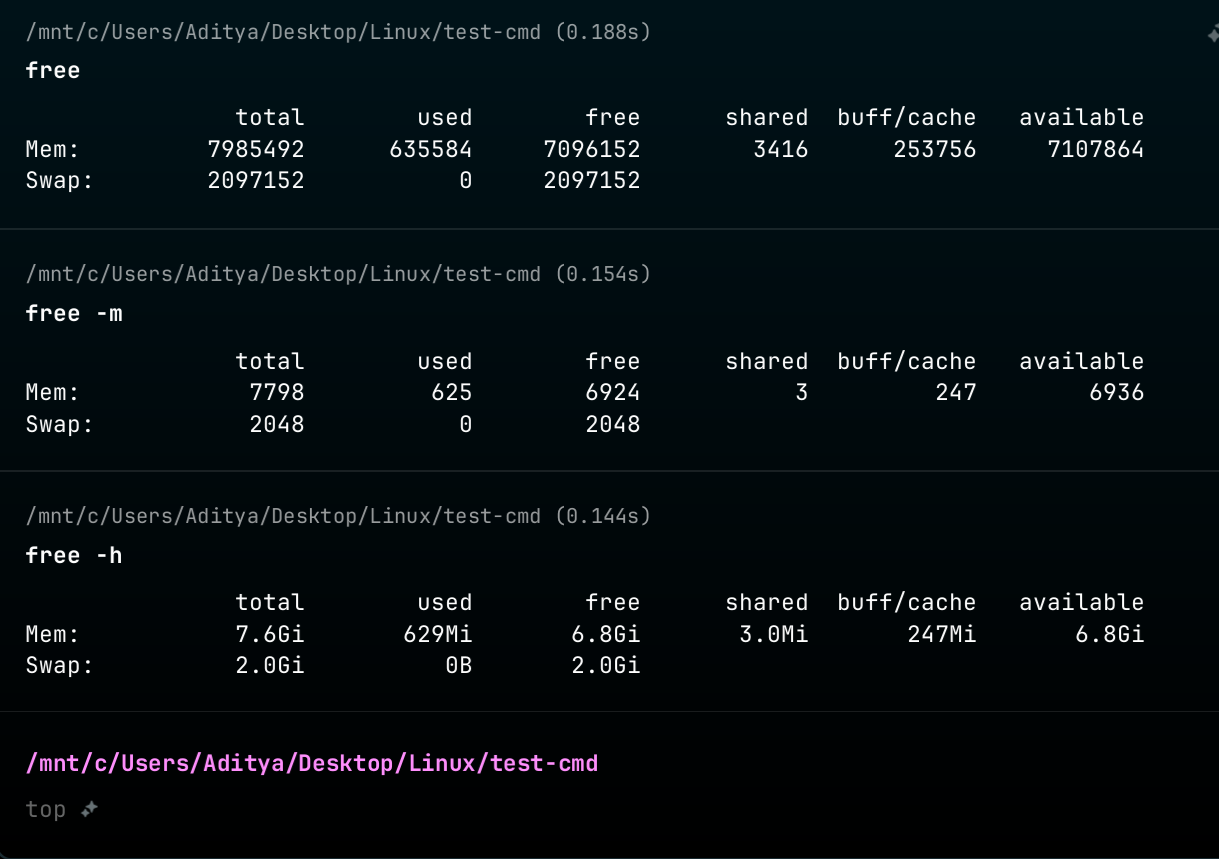 /mnt/c/Users/Aditya/Desktop/Linux/test-cmd (0.188s)
free
total used free shared buff/cache available
Mem: 7985492 635584 7096152 3416 253756 7107864
Swap: 2097152 0 2097152
/mnt/c/Users/Aditya/Desktop/Linux/test-cmd (0.154s)
free -m
total used free shared buff/cache available
Mem: 7798 625 6924 3 247 6936
Swap: 2048 0 2048
/mnt/c/Users/Aditya/Desktop/Linux/test-cmd (0.144s)
free -h
total used free shared buff/cache available
Mem: 7.6Gi 629Mi 6.8Gi 3.0Mi 247Mi 6.8Gi
Swap: 2.0Gi 0B 2.0Gi
/mnt/c/Users/Aditya/Desktop/Linux/test-cmd
top